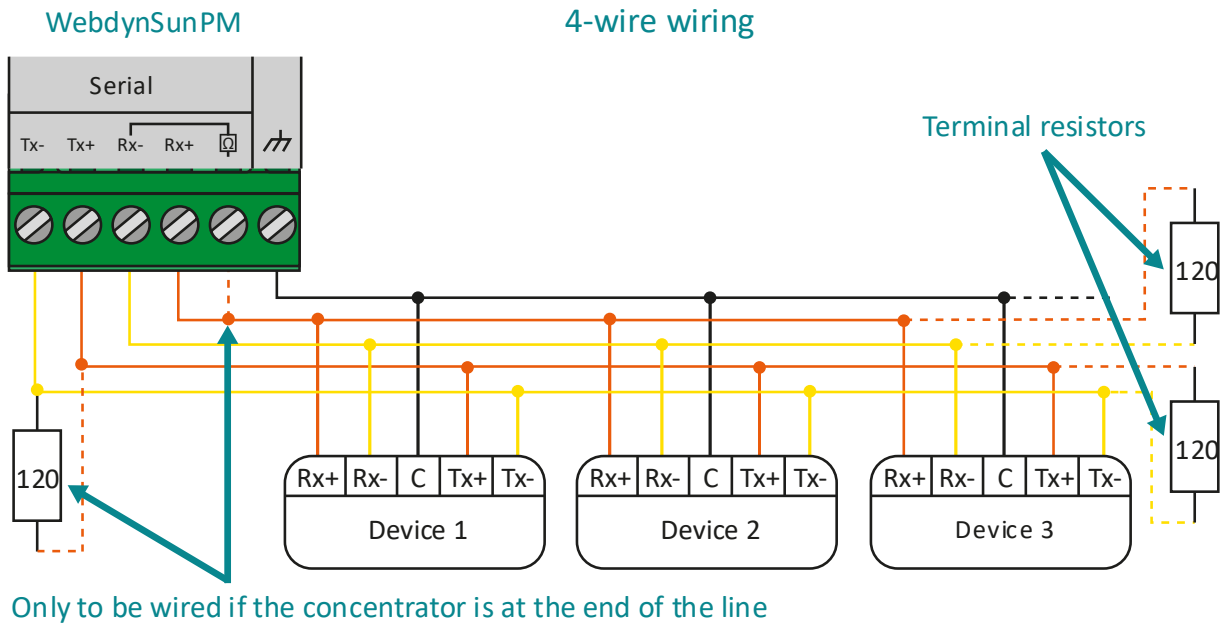 WebdynSunPM
4-wire wiring
Serial
Tx- Tx+ Rx- Rx+ Ω
Terminal resistors
120
120
120
Rx+ Rx- C Tx+ Tx-
Device 1
Rx+ Rx- C Tx+ Tx-
Device 2
Rx+ Rx- C Tx+ Tx-
Device 3
Only to be wired if the concentrator is at the end of the line